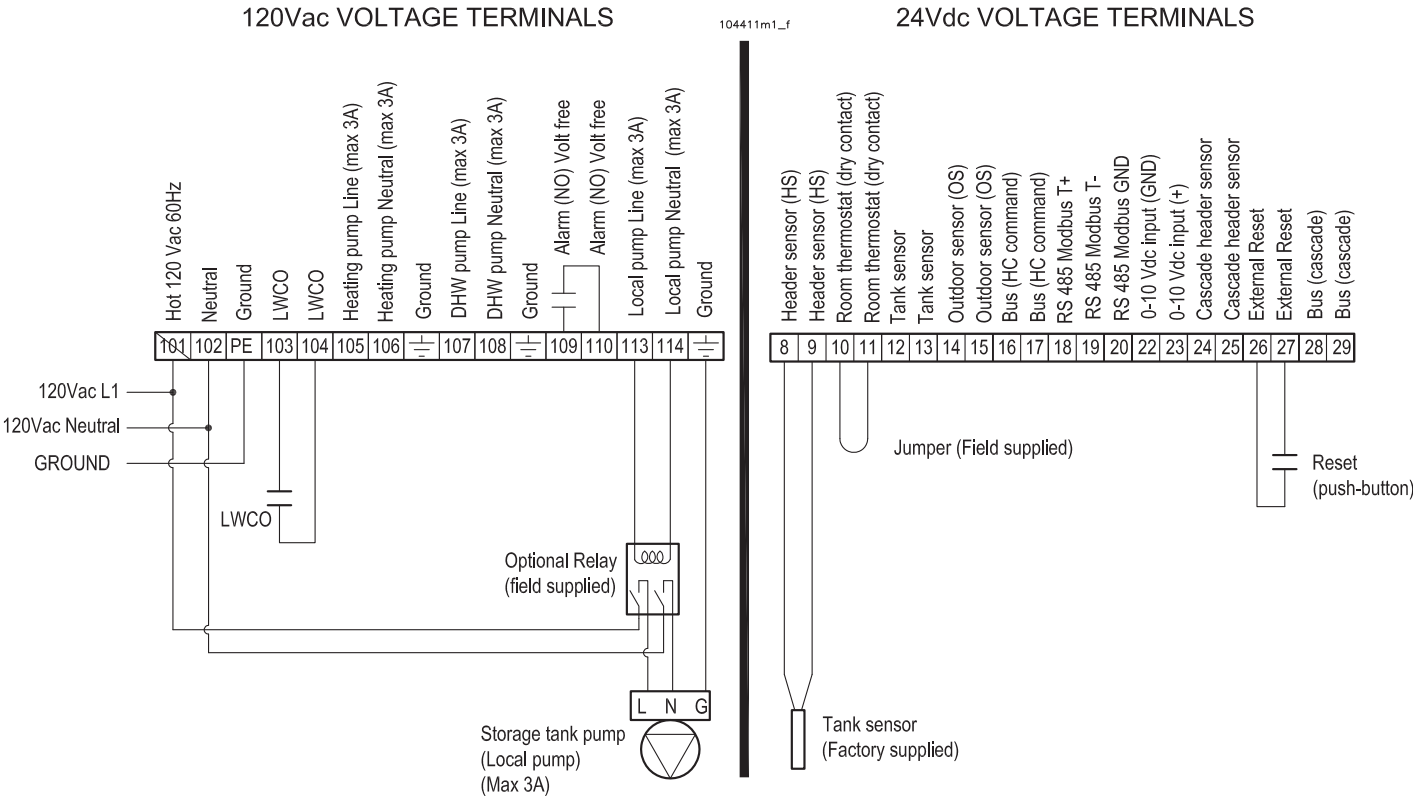 120Vac VOLTAGE TERMINALS
104411m1_f
24Vdc VOLTAGE TERMINALS
Hot 120 Vac 60Hz
Neutral
Ground
LWCO
LWCO
Heating pump Line (max 3A)
Heating pump Neutral (max 3A)
Ground
DHW pump Line (max 3A)
DHW pump Neutral (max 3A)
Ground
Alarm (NO) Volt free
Alarm (NO) Volt free
Local pump Line (max 3A)
Local pump Neutral (max 3A)
Ground
101 102 PE 103 104 105 106 107 108 109 110 113 114
120Vac L1
120Vac Neutral
GROUND
LWCO
Optional Relay
(field supplied)
L N G
Storage tank pump
(Local pump)
(Max 3A)
Header sensor (HS)
Header sensor (HS)
Room thermostat (dry contact)
Room thermostat (dry contact)
Tank sensor
Tank sensor
Outdoor sensor (OS)
Outdoor sensor (OS)
Bus (HC command)
Bus (HC command)
RS 485 Modbus T+
RS 485 Modbus T-
RS 485 Modbus GND
0-10 Vdc input (GND)
0-10 Vdc input (+)
Cascade header sensor
Cascade header sensor
External Reset
External Reset
Bus (cascade)
Bus (cascade)
8 9 10 11 12 13 14 15 16 17 18 19 20 22 23 24 25 26 27 28 29
Jumper (Field supplied)
Reset
(push-button)
Tank sensor
(Factory supplied)